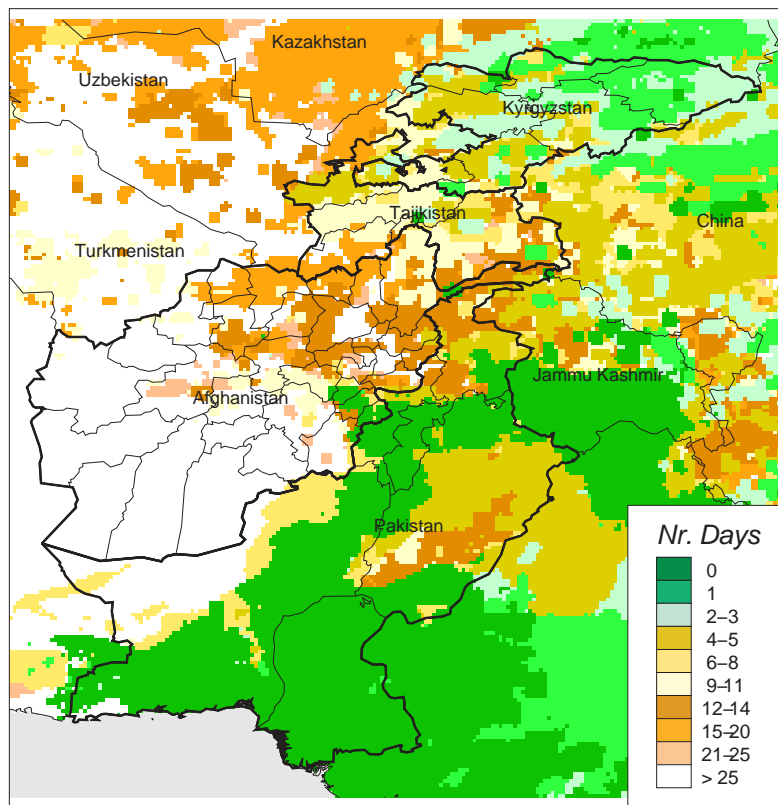 Kazakhstan
Uzbekistan
Kyrgyzstan
Tajikistan
China
Turkmenistan
Jammu Kashmir
Afghanistan
Pakistan
Nr. Days
0
1
2–3
4–5
6–8
9–11
12–14
15–20
21–25
> 25